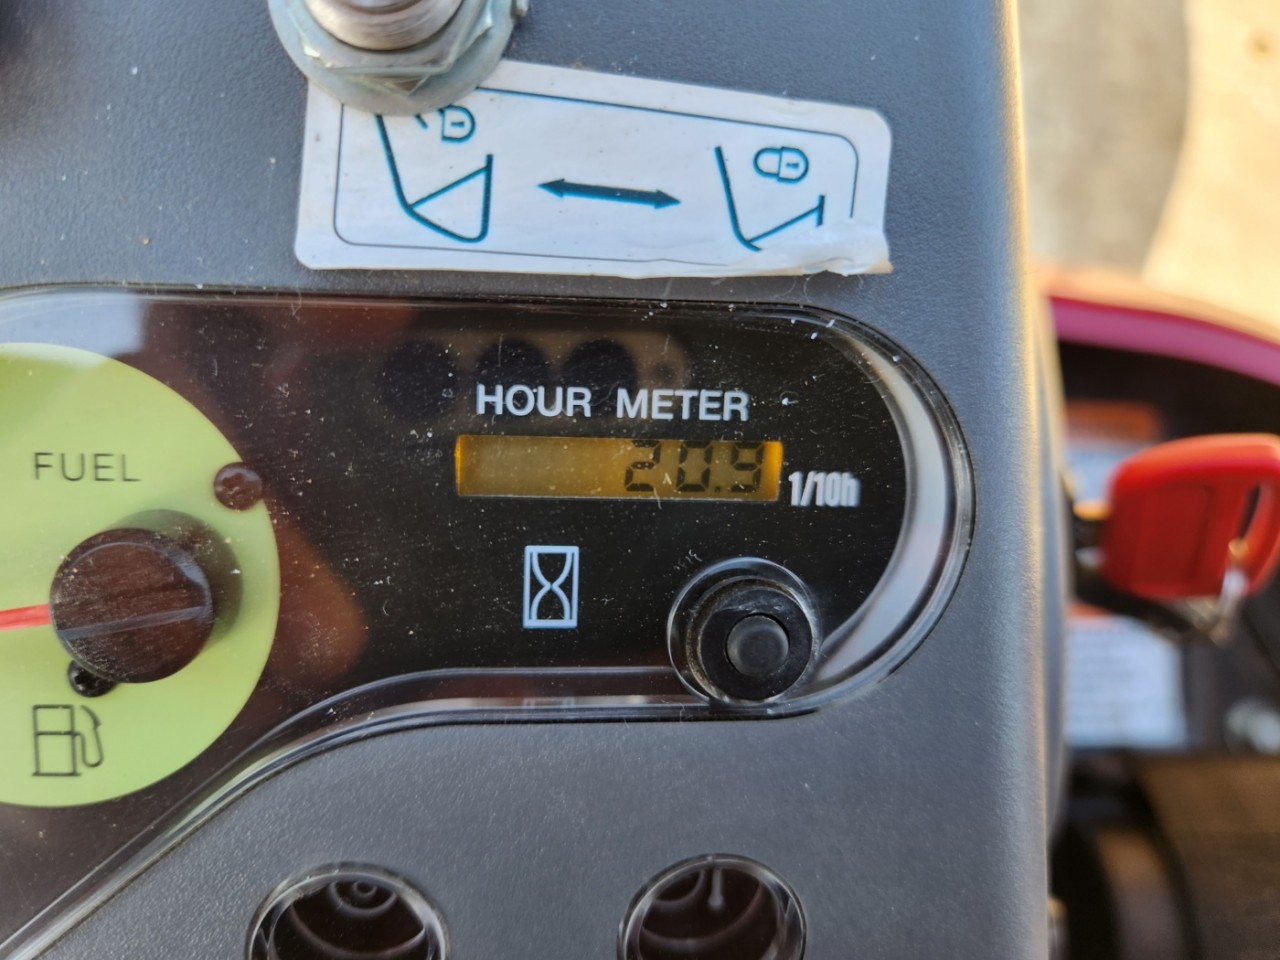 HOUR METER
20.9
1/10h
FUEL